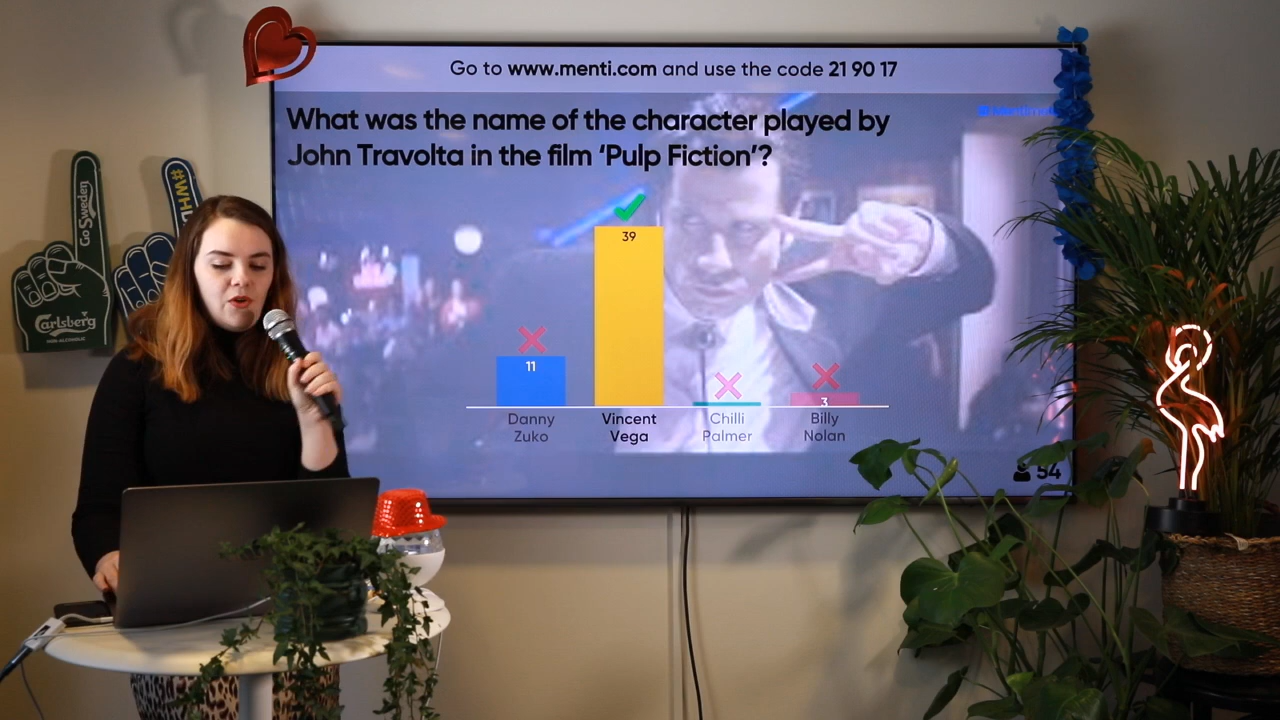 Go to www.menti.com and use the code 21 90 17
What was the name of the character played by
John Travolta in the film ‘Pulp Fiction’?
39
11
3
Danny
Zuko
Vincent
Vega
Chilli
Palmer
Billy
Nolan
54
Go Sweden
Carlsberg